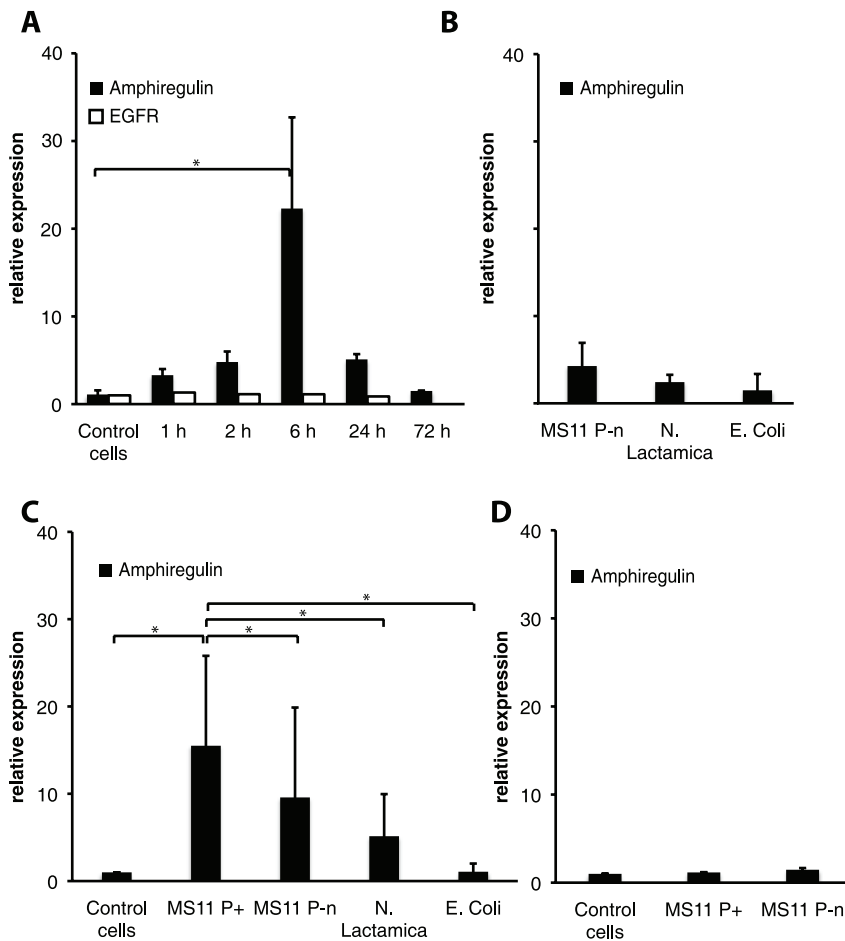 A
40
Amphiregulin
EGFR
30
*
20
10
0
relative expression
Control
cells
1 h
2 h
6 h
24 h
72 h
B
40
Amphiregulin
relative expression
MS11 P-n
N.
Lactamica
E. Coli
C
40
Amphiregulin
*
*
30
*
*
20
10
0
relative expression
Control
cells
MS11 P+
MS11 P-n
N.
Lactamica
E. Coli
D
40
Amphiregulin
30
20
10
0
relative expression
Control
cells
MS11 P+
MS11 P-n